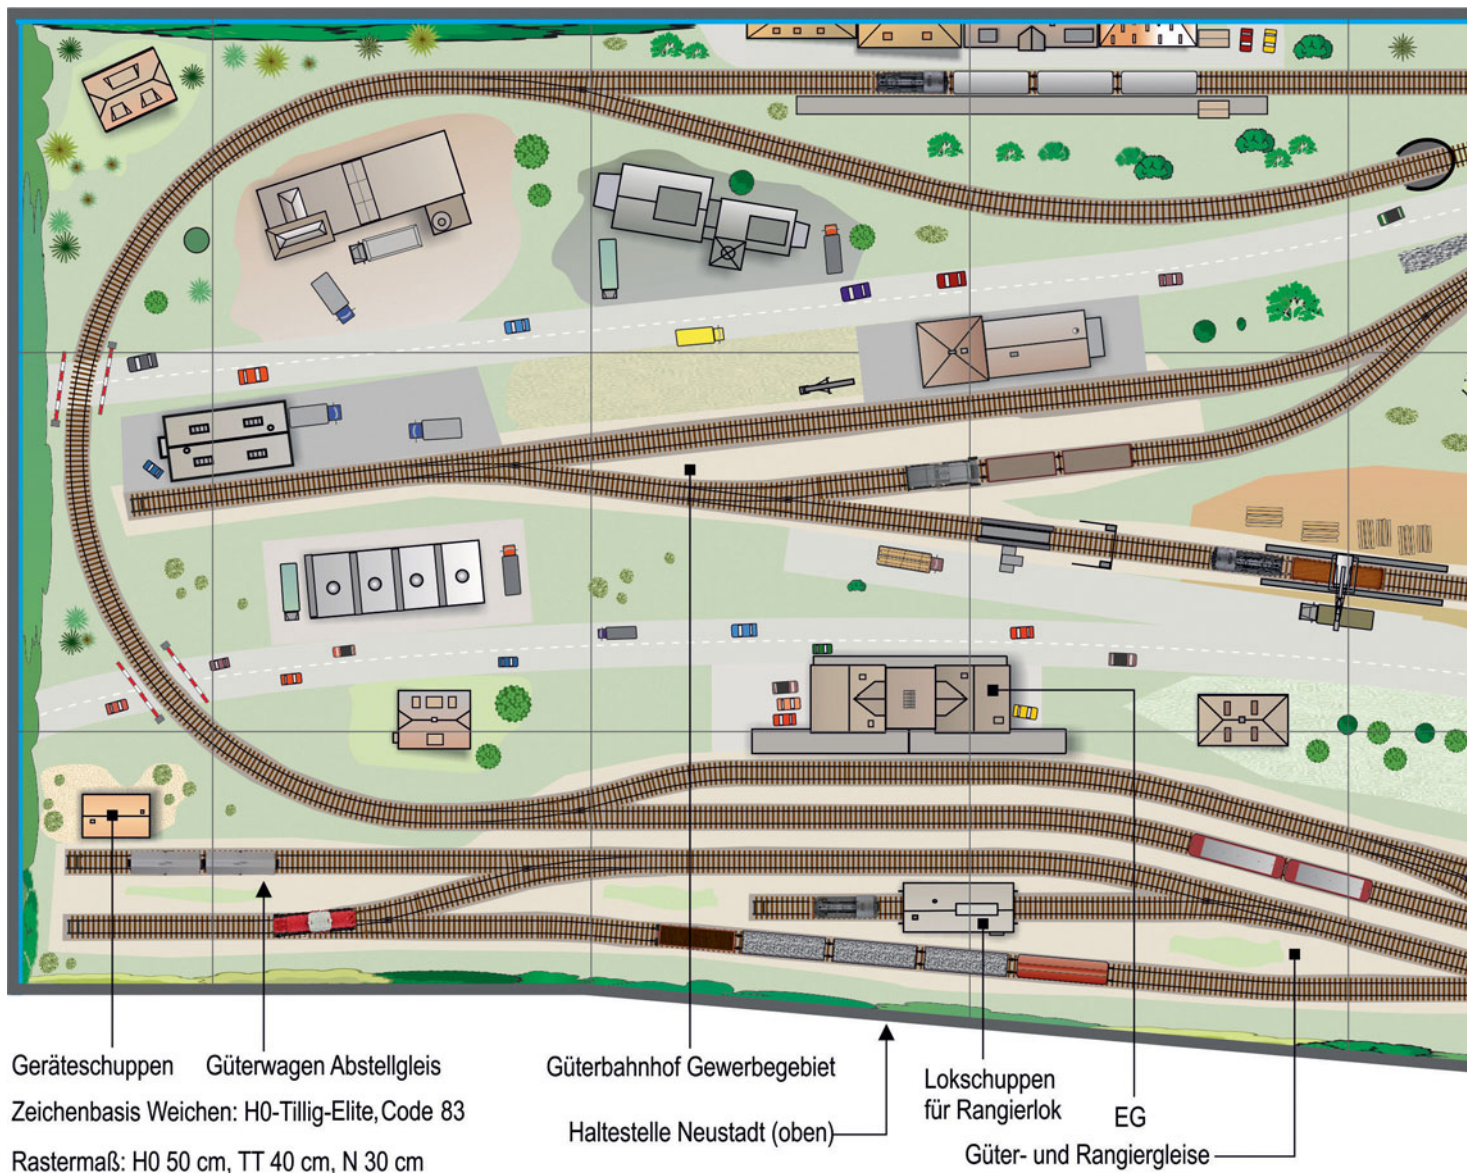 Geräteschuppen
Güterwagen Abstellgleis
Güterbahnhof Gewerbegebiet
Lokschuppen
für Rangierlok
EG
Zeichenbasis Weichen: H0-Tillig-Elite, Code 83
Haltestelle Neustadt (oben)
Güter- und Rangiergleise
Rastermaß: H0 50 cm, TT 40 cm, N 30 cm